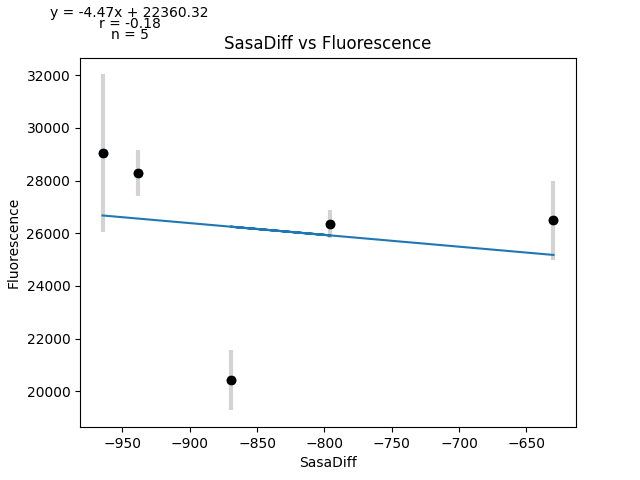 y = -4.47x + 22360.32
r = -0.18
n = 5
SasaDiff vs Fluorescence
32000
30000
28000
26000
24000
22000
20000
Fluorescence
−950
−900
−850
−800
−750
−700
−650
SasaDiff